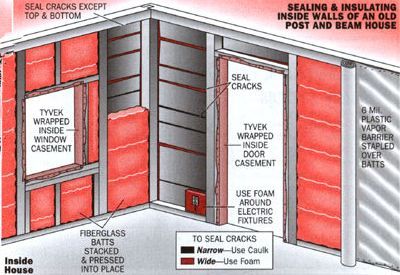 SEAL CRACKS EXCEPT
TOP & BOTTOM
SEALING & INSULATING
INSIDE WALLS OF AN OLD
POST AND BEAM HOUSE
SEAL
CRACKS
TYVEK
WRAPPED
INSIDE
WINDOW
CASEMENT
TYVEK
WRAPPED
INSIDE
DOOR
CASEMENT
6 MIL
PLASTIC
VAPOR
BARRIER
STAPLED
OVER
BATTS
USE FOAM
AROUND
ELECTRIC
FIXTURES
FIBERGLASS
BATTS
STACKED
& PRESSED
INTO PLACE
Inside
House
TO SEAL CRACKS
Narrow—Use Caulk
Wide—Use Foam